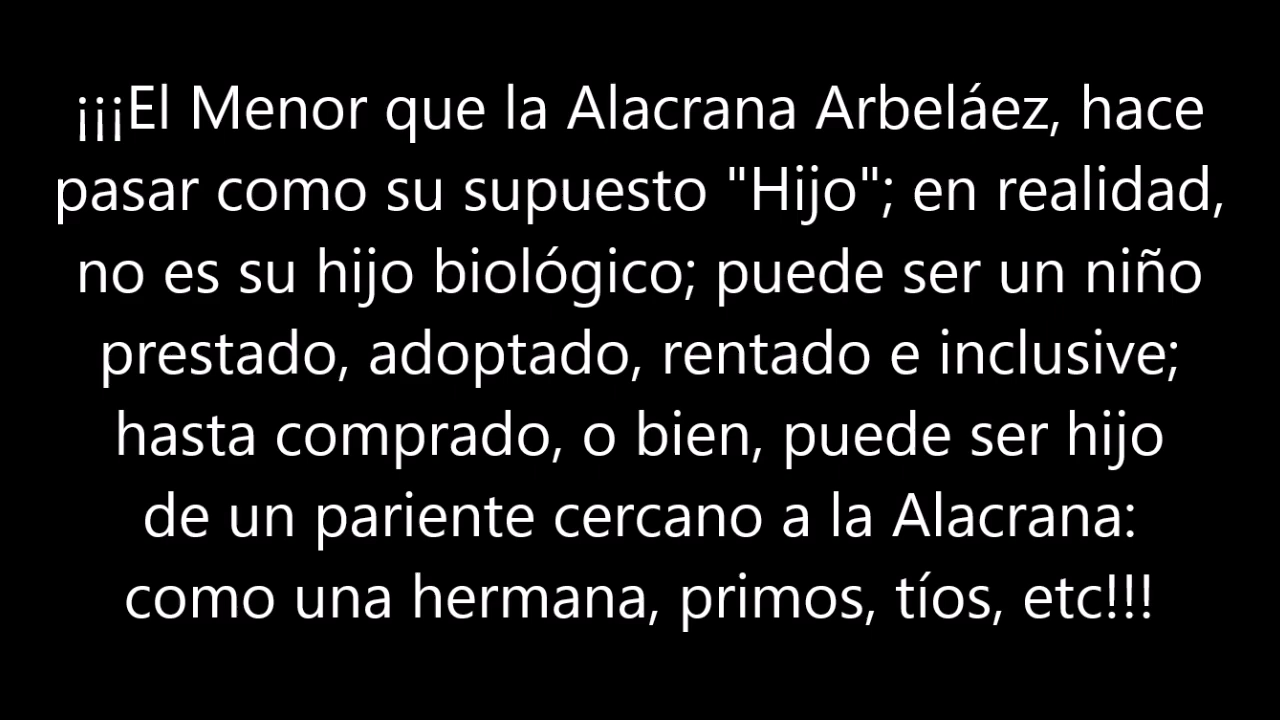 ¡¡¡El Menor que la Alacrana Arbeláez, hace
pasar como su supuesto "Hijo"; en realidad,
no es su hijo biológico; puede ser un niño
prestado, adoptado, rentado e inclusive;
hasta comprado, o bien, puede ser hijo
de un pariente cercano a la Alacrana:
como una hermana, primos, tíos, etc!!!